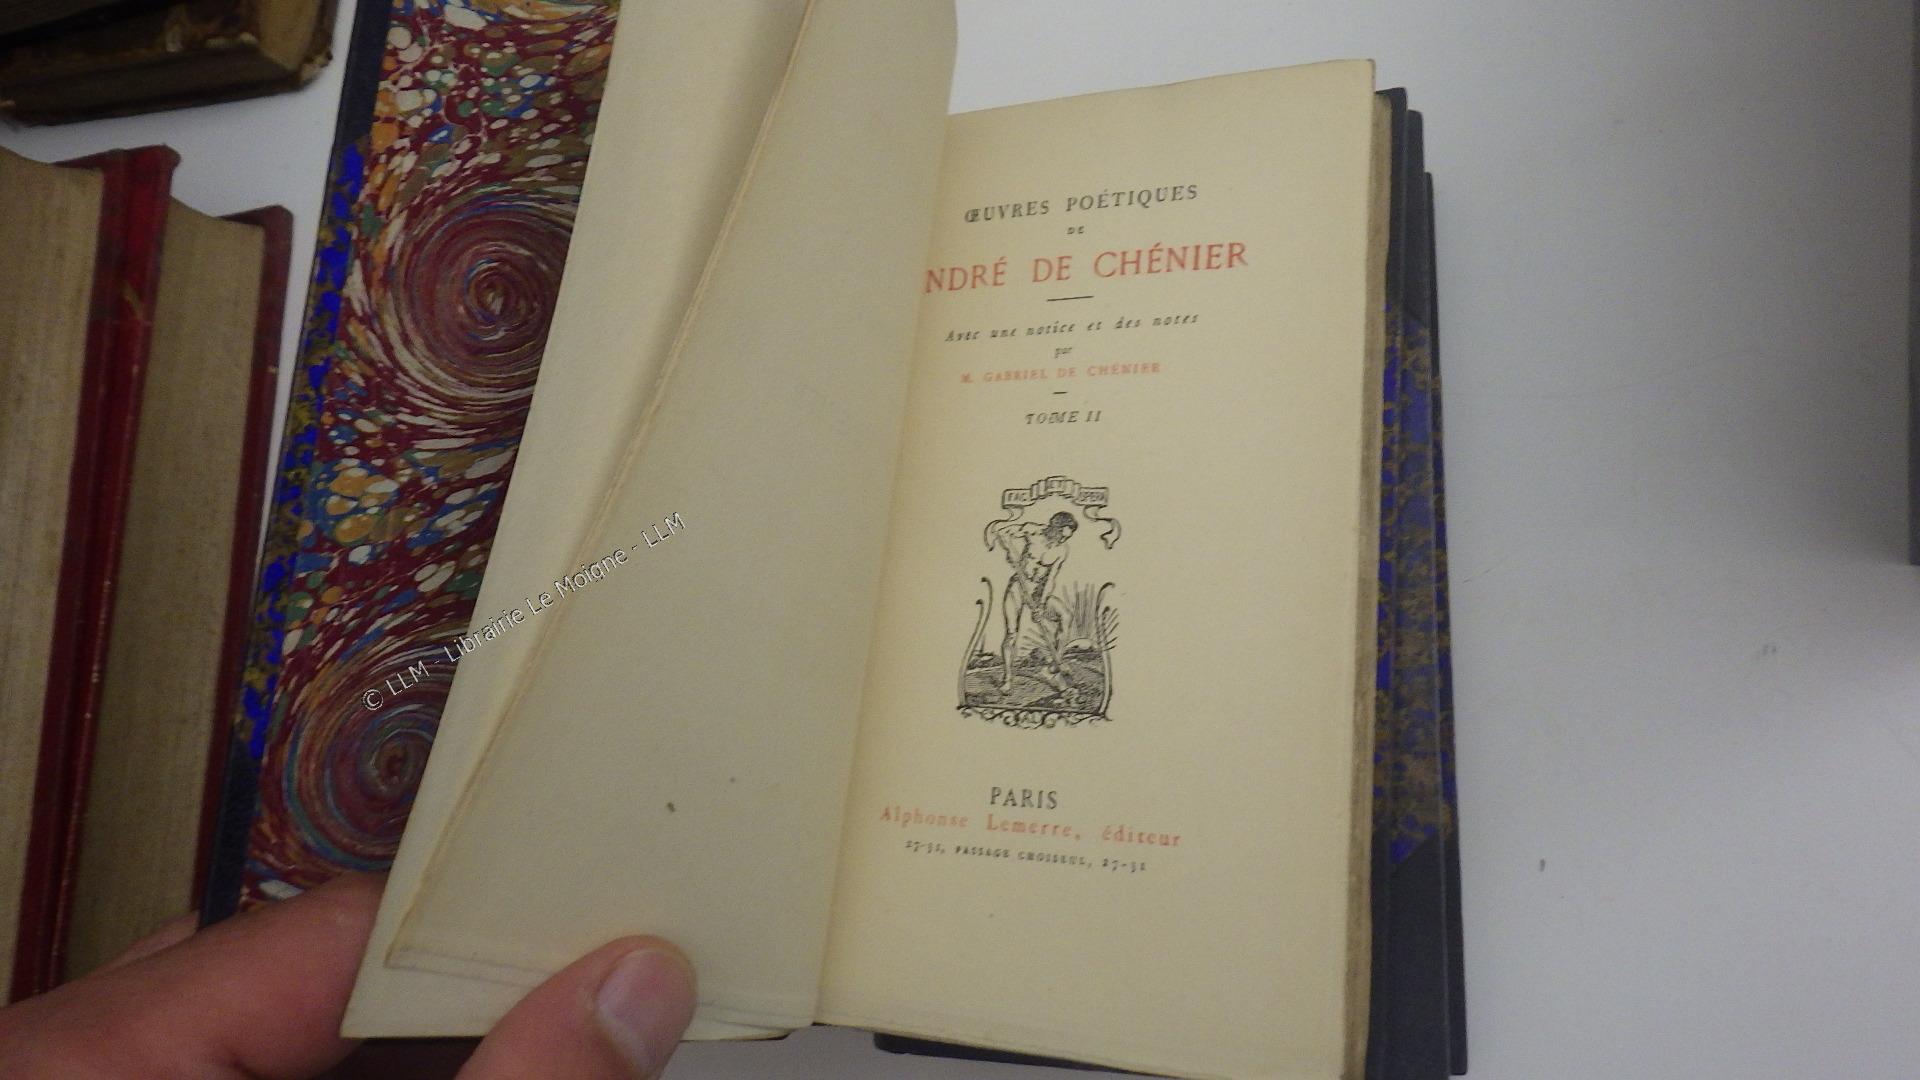 ŒUVRES POÉTIQUES
DE
NDRÉ DE CHÉNIER
Avec une notice et des notes
par
M. GABRIEL DE CHÉNIER
TOME II
FAC ET SPERA
AL
PARIS
Alphonse Lemerre, éditeur
27-31, PASSAGE CHOISEUL, 27-31
© LLM - Librairie Le Moigne - LLM